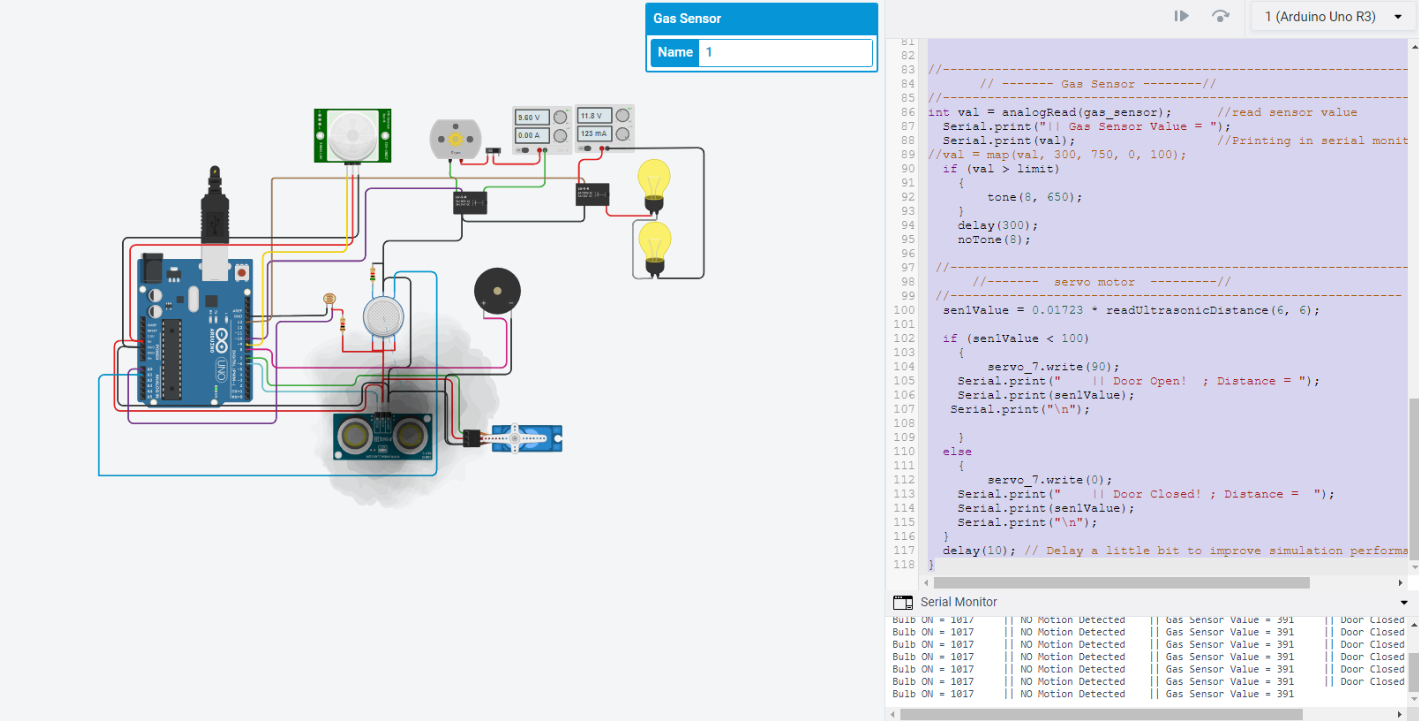 Gas Sensor
Name 1
1 (Arduino Uno R3)
9.60 V
0.00 A
11.8 V
123 mA
UNO
81
82
83 //---------------------------------------------------------------
84 // ------- Gas Sensor --------//
85 //---------------------------------------------------------------
86 int val = analogRead(gas_sensor); //read sensor value
87 Serial.print("|| Gas Sensor Value = ");
88 Serial.print(val); //Printing in serial monit
89 //val = map(val, 300, 750, 0, 100);
90 if (val > limit)
91 {
92 tone(8, 650);
93 }
94 delay(300);
95 noTone(8);
96
97 //--------------------------------------------------------------
98 //------- servo motor ---------//
99 //-------------------------------------------------------------
100 sen1Value = 0.01723 * readUltrasonicDistance(6, 6);
101
102 if (sen1Value < 100)
103 {
104 servo_7.write(90);
105 Serial.print(" || Door Open! ; Distance = ");
106 Serial.print(sen1Value);
107 Serial.print("\n");
108
109 }
110 else
111 {
112 servo_7.write(0);
113 Serial.print(" || Door Closed! ; Distance = ");
114 Serial.print(sen1Value);
115 Serial.print("\n");
116 }
117 delay(10); // Delay a little bit to improve simulation performa
118 }
Serial Monitor
Bulb ON = 1017 || NO Motion Detected || Gas Sensor Value = 391 || Door Closed
Bulb ON = 1017 || NO Motion Detected || Gas Sensor Value = 391 || Door Closed
Bulb ON = 1017 || NO Motion Detected || Gas Sensor Value = 391 || Door Closed
Bulb ON = 1017 || NO Motion Detected || Gas Sensor Value = 391 || Door Closed
Bulb ON = 1017 || NO Motion Detected || Gas Sensor Value = 391 || Door Closed
Bulb ON = 1017 || NO Motion Detected || Gas Sensor Value = 391 || Door Closed
Bulb ON = 1017 || NO Motion Detected || Gas Sensor Value = 391